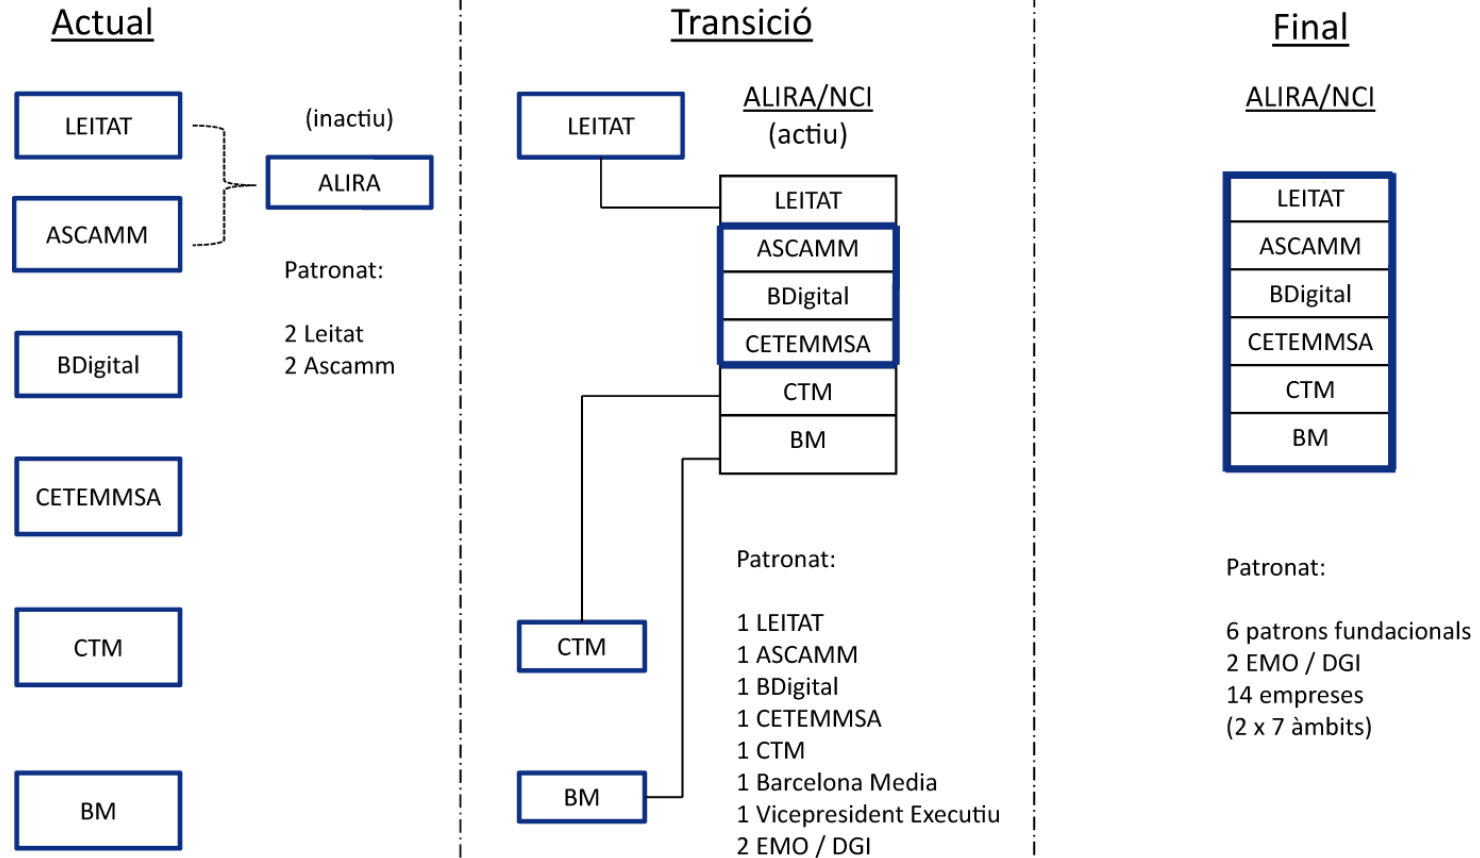 Actual
LEITAT
(inactiu)
ALIRA
ASCAMM
Patronat:
2 Leitat
2 Ascamm
BDigital
CETEMMSA
CTM
BM
Transició
LEITAT
ALIRA/NCI
(actiu)
LEITAT
ASCAMM
BDigital
CETEMMSA
CTM
BM
CTM
BM
Patronat:
1 LEITAT
1 ASCAMM
1 BDigital
1 CETEMMSA
1 CTM
1 Barcelona Media
1 Vicepresident Executiu
2 EMO / DGI
Final
ALIRA/NCI
LEITAT
ASCAMM
BDigital
CETEMMSA
CTM
BM
Patronat:
6 patrons fundacionals
2 EMO / DGI
14 empreses
(2 x 7 àmbits)